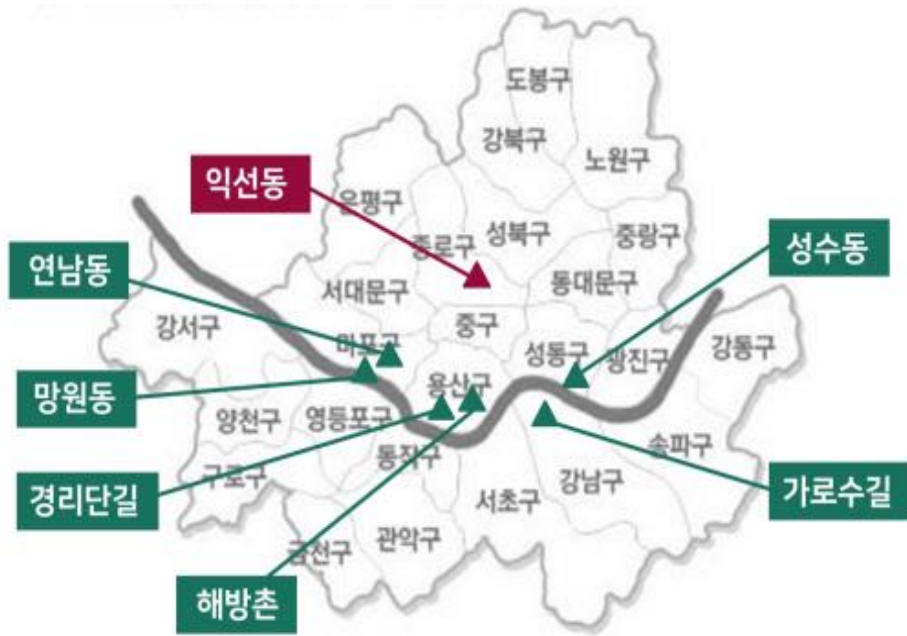 도봉구
강북구
노원구
익선동
은평구
종로구
성북구
중랑구
성수동
연남동
서대문구
동대문구
강서구
중구
마포구
성동구
광진구
강동구
망원동
용산구
양천구
영등포구
동작구
송파구
경리단길
구로구
서초구
강남구
가로수길
금천구
관악구
해방촌